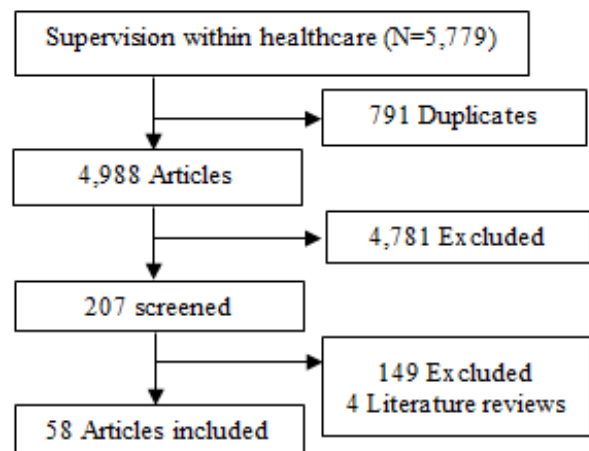 Supervision within healthcare (N=5,779)
791 Duplicates
4,988 Articles
4,781 Excluded
207 screened
149 Excluded
4 Literature reviews
58 Articles included